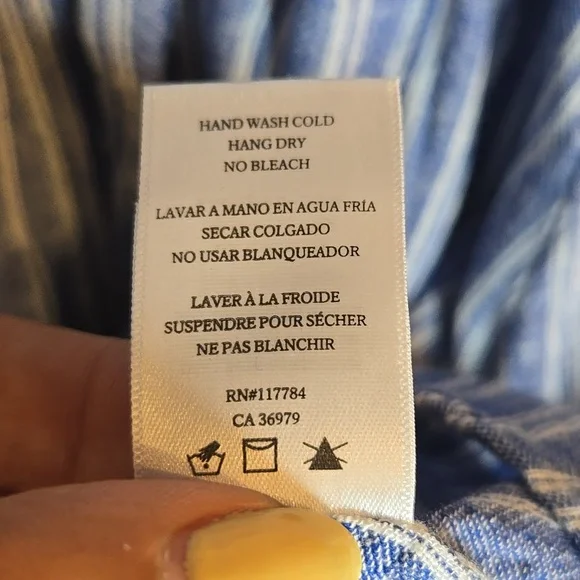 HAND WASH COLD
HANG DRY
NO BLEACH
LAVAR A MANO EN AGUA FRÍA
SECAR COLGADO
NO USAR BLANQUEADOR
LAVER À LA FROIDE
SUSPENDRE POUR SÉCHER
NE PAS BLANCHIR
RN#117784
CA 36979